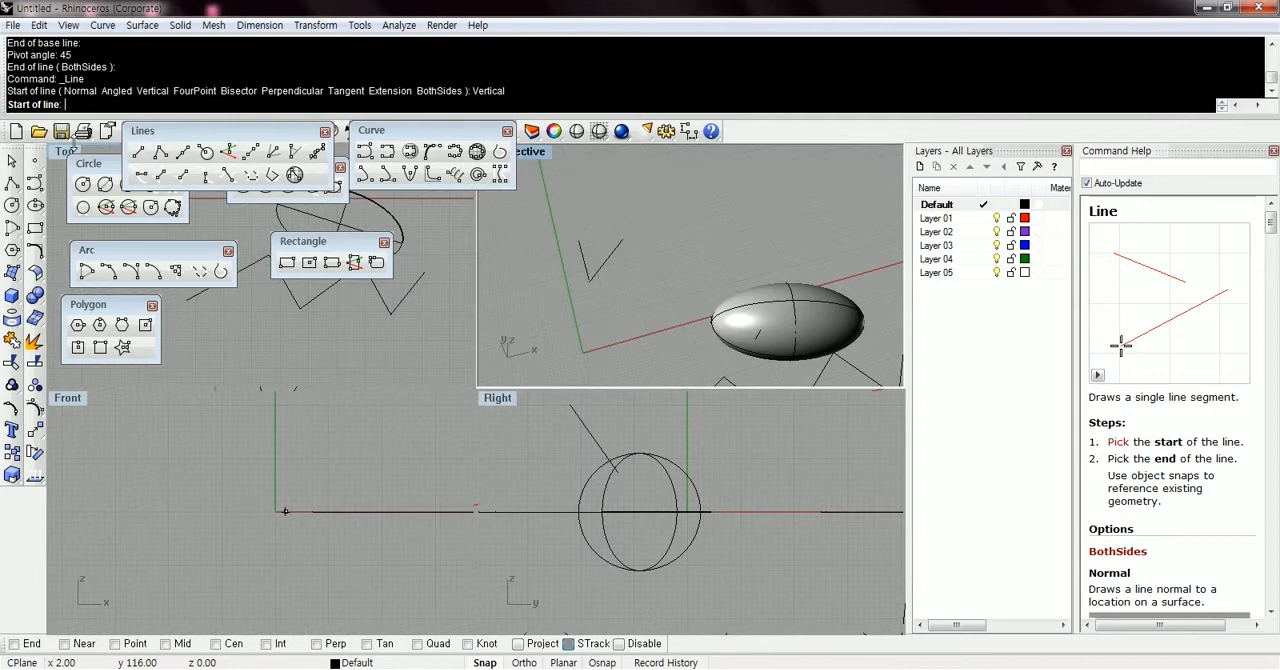 Untitled - Rhinoceros (Corporate)
File Edit View Curve Surface Solid Mesh Dimension Transform Tools Analyze Render Help
End of base line:
Pivot angle: 45
End of line ( BothSides ):
Command: _Line
Start of line ( Normal Angled Vertical FourPoint Bisector Perpendicular Tangent Extension BothSides ): Vertical
Start of line:
Lines
Curve
Circle
Arc
Rectangle
Polygon
Front
Right
z
x
z
x
z
y
Layers - All Layers
Name Mater
Default
Layer 01
Layer 02
Layer 03
Layer 04
Layer 05
Command Help
Auto-Update
Line
Draws a single line segment.
Steps:
1. Pick the start of the line.
2. Pick the end of the line.
Use object snaps to
reference existing
geometry.
Options
BothSides
Normal
Draws a line normal to a
location on a surface.
End Near Point Mid Cen Int Perp Tan Quad Knot Project STrack Disable
CPlane x 2.00 y 116.00 z 0.00 Default Snap Ortho Planar Osnap Record History